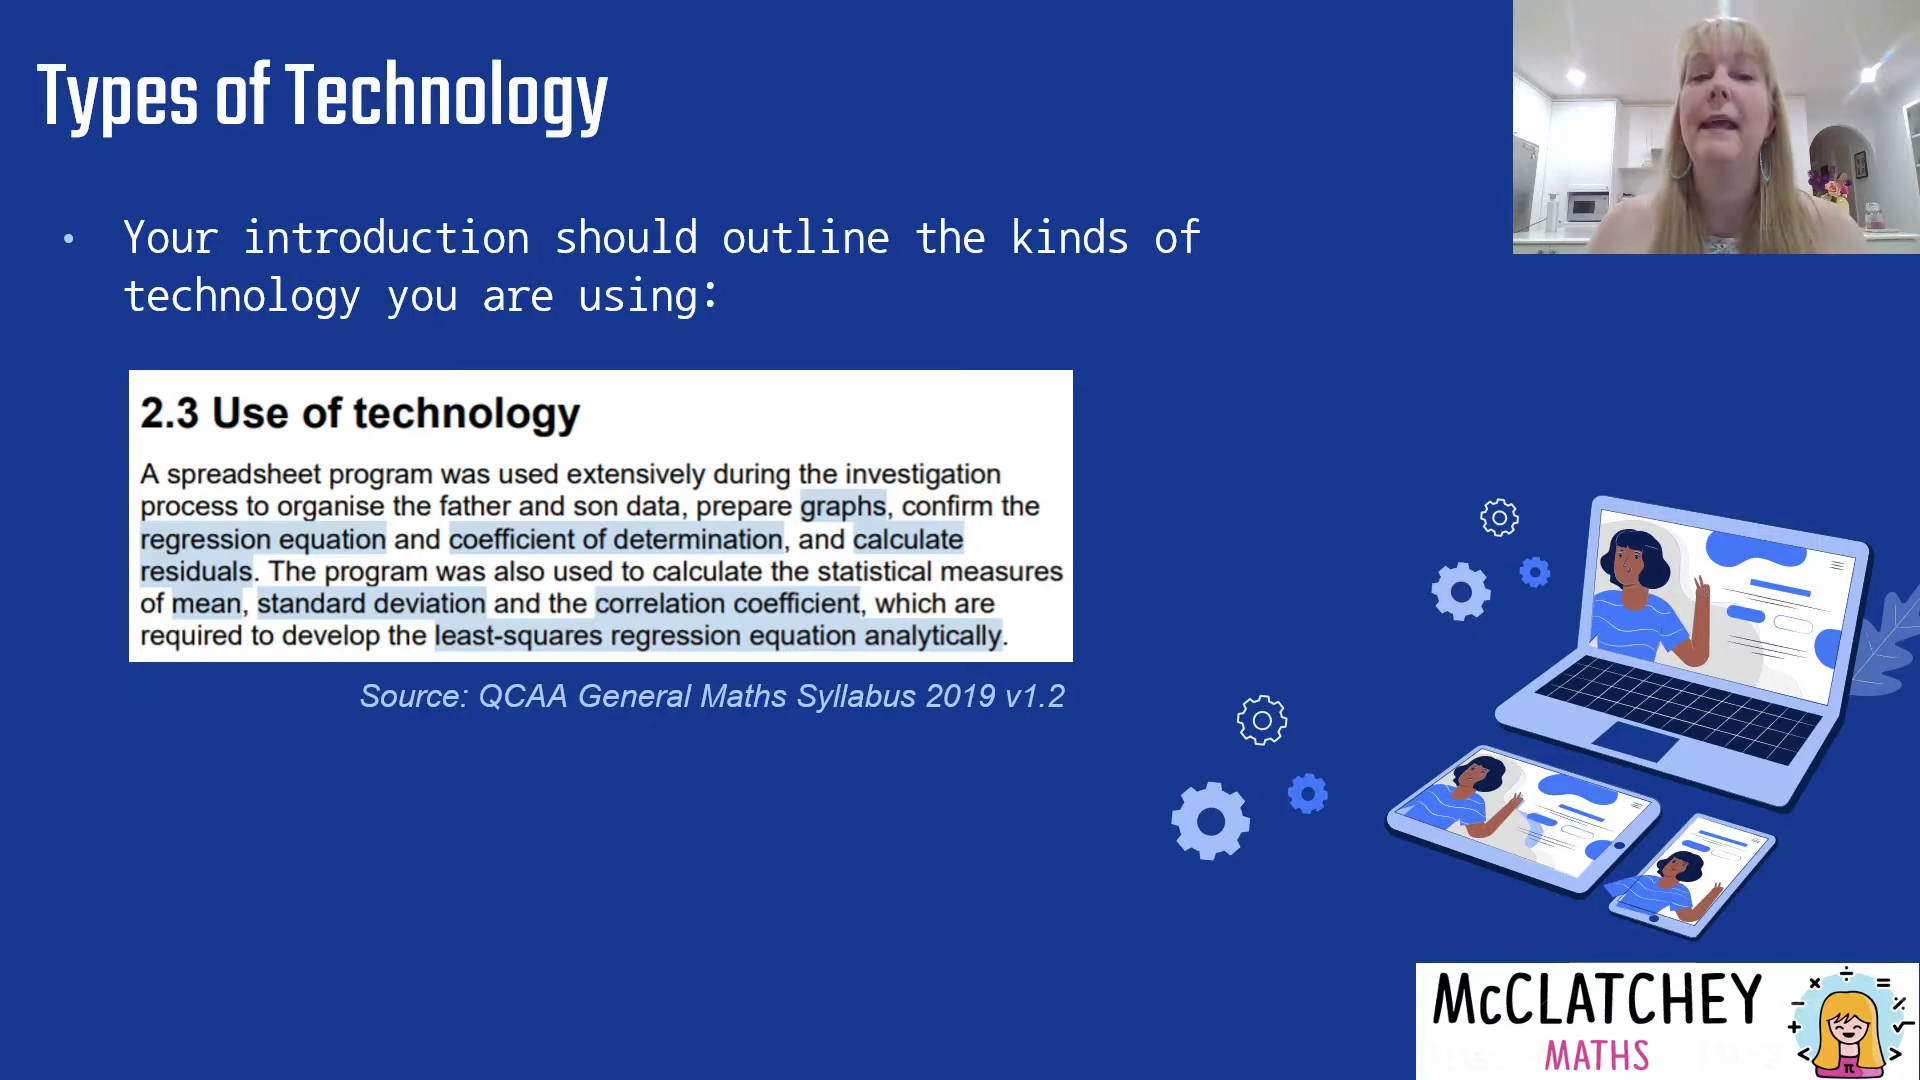 Types of Technology
• Your introduction should outline the kinds of
technology you are using:
2.3 Use of technology
A spreadsheet program was used extensively during the investigation
process to organise the father and son data, prepare graphs, confirm the
regression equation and coefficient of determination, and calculate
residuals. The program was also used to calculate the statistical measures
of mean, standard deviation and the correlation coefficient, which are
required to develop the least-squares regression equation analytically.
Source: QCAA General Maths Syllabus 2019 v1.2
McCLATCHEY
MATHS